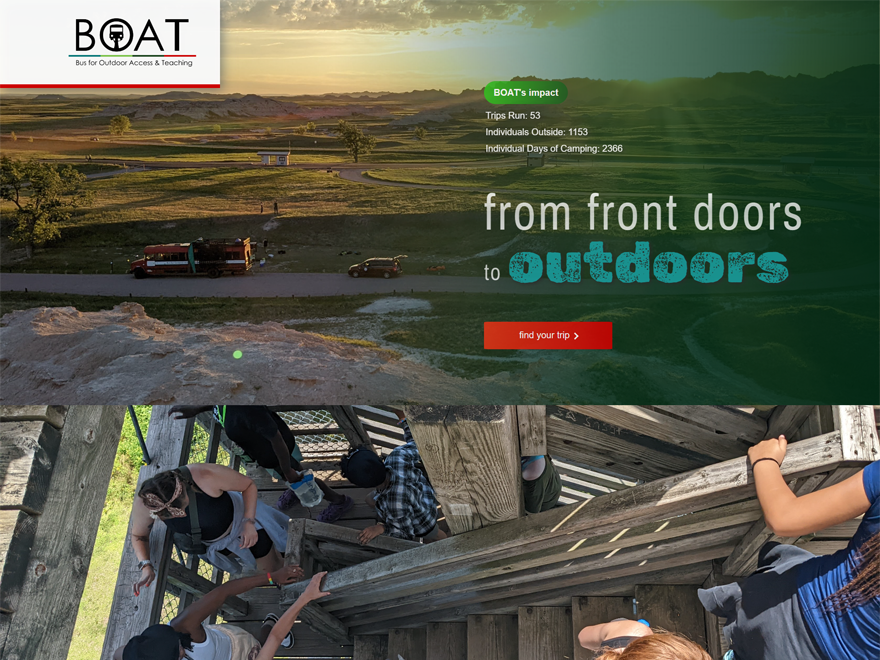 BOAT
Bus for Outdoor Access & Teaching
BOAT's impact
Trips Run: 53
Individuals Outside: 1153
Individual Days of Camping: 2366
from front doors
to outdoors
find your trip